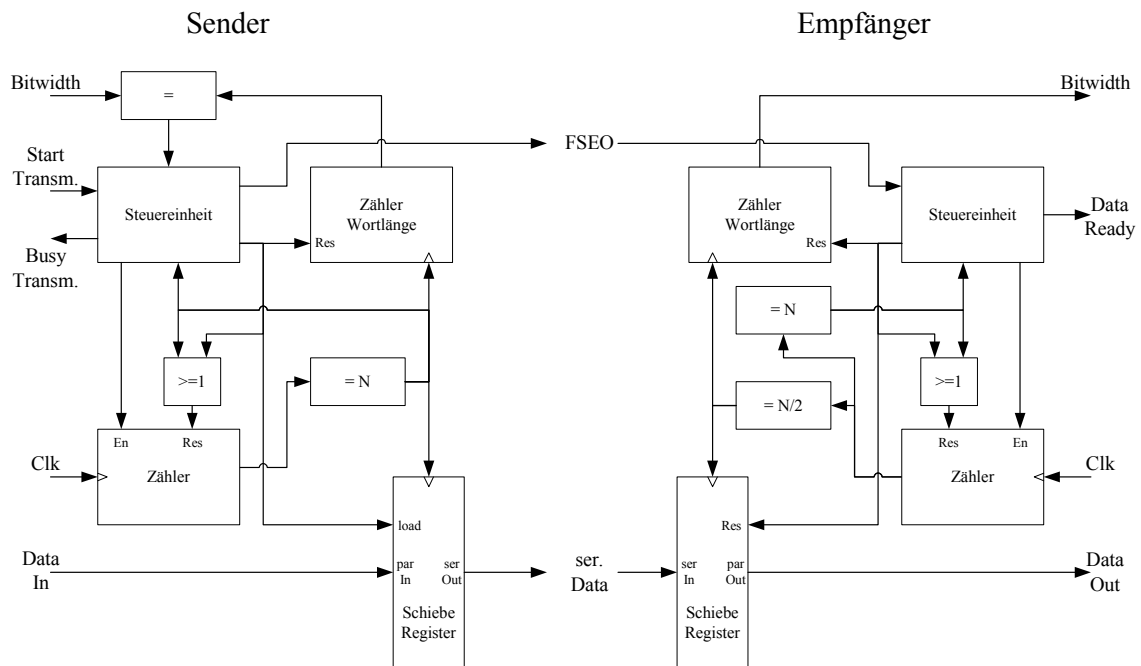 Sender
Empfänger
Bitwidth
=
Bitwidth
FSEO
Start
Transm.
Steuereinheit
Zähler
Wortlänge
Res
Busy
Transm.
Zähler
Wortlänge
Res
Steuereinheit
Data
Ready
= N
>=1
= N
= N/2
>=1
En
Res
Zähler
Clk
Res
En
Zähler
Clk
load
par
In
ser
Out
Schiebe
Register
Data
In
ser.
Data
Res
ser
In
par
Out
Schiebe
Register
Data
Out